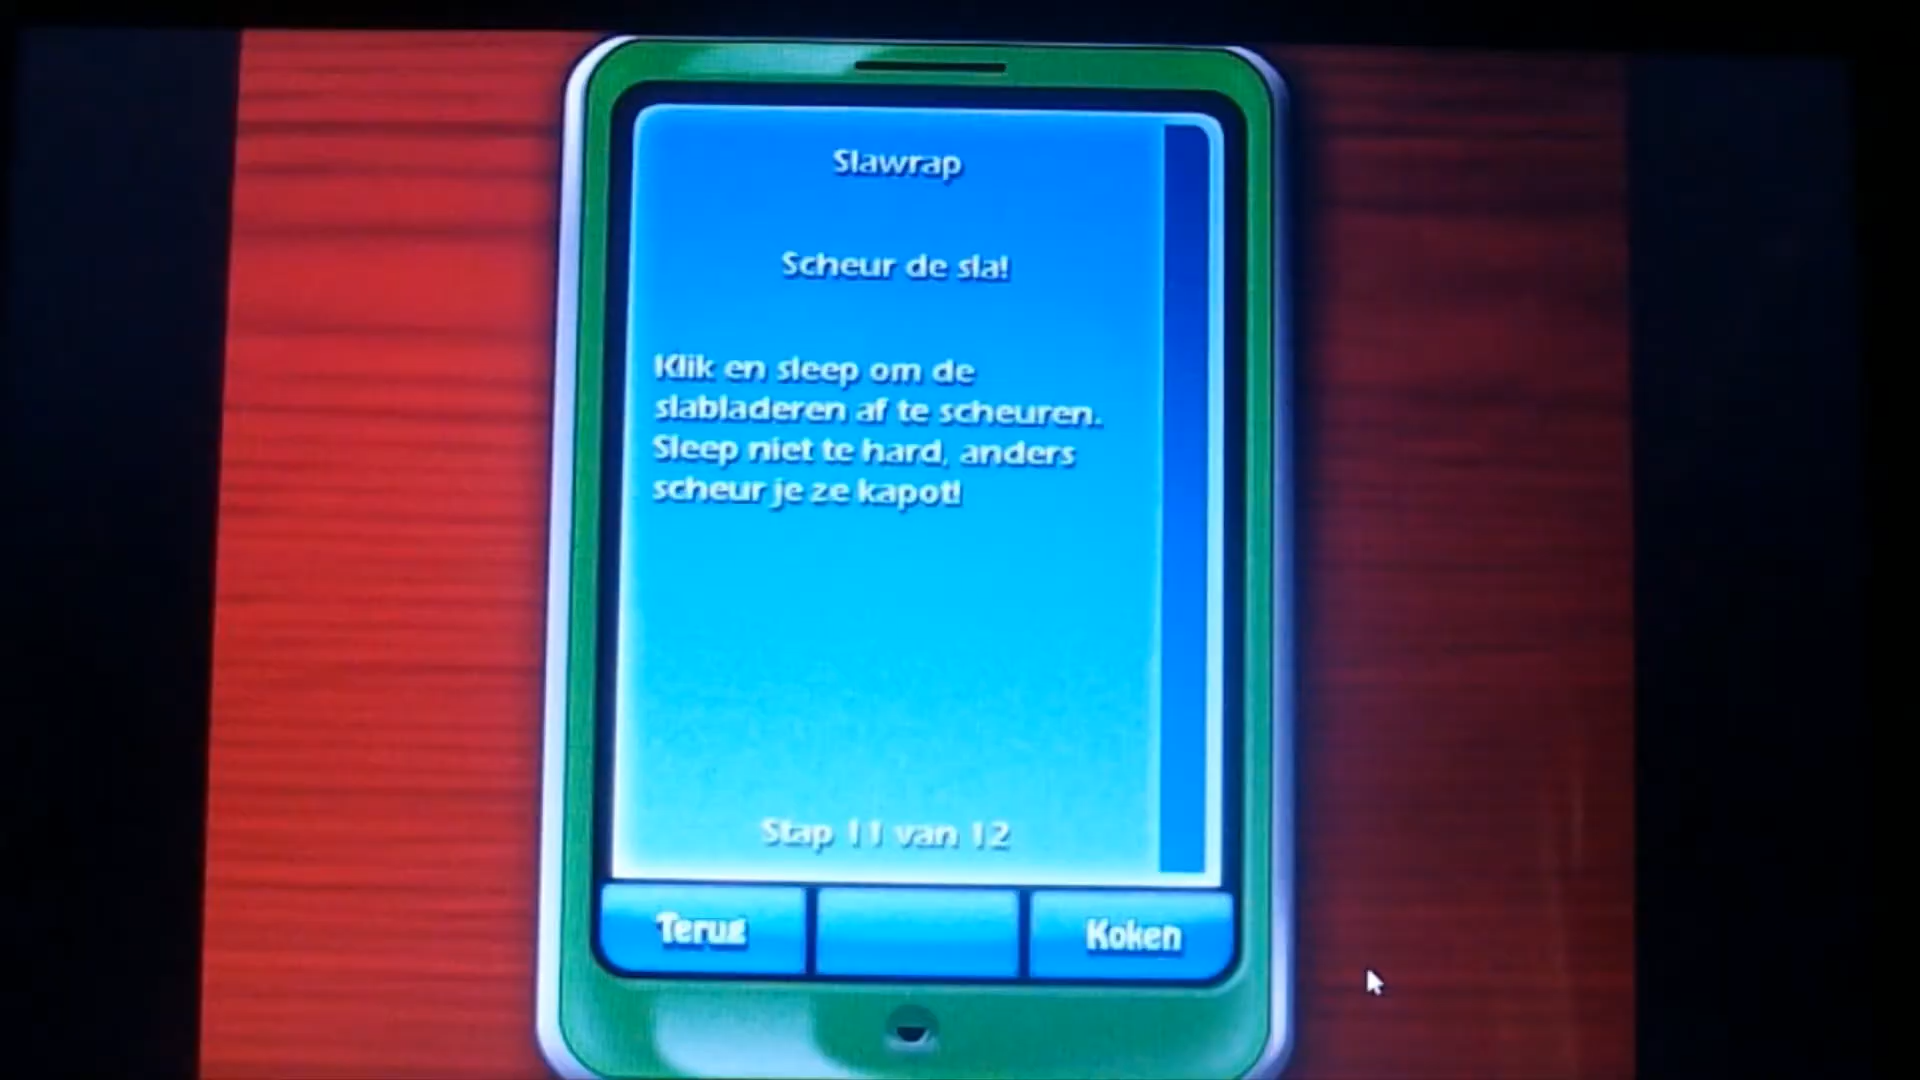 Slawrap
Scheur de sla!
Klik en sleep om de
slabladeren af te scheuren.
Sleep niet te hard, anders
scheur je ze kapot!
Stap 11 van 12
Terug
Koken